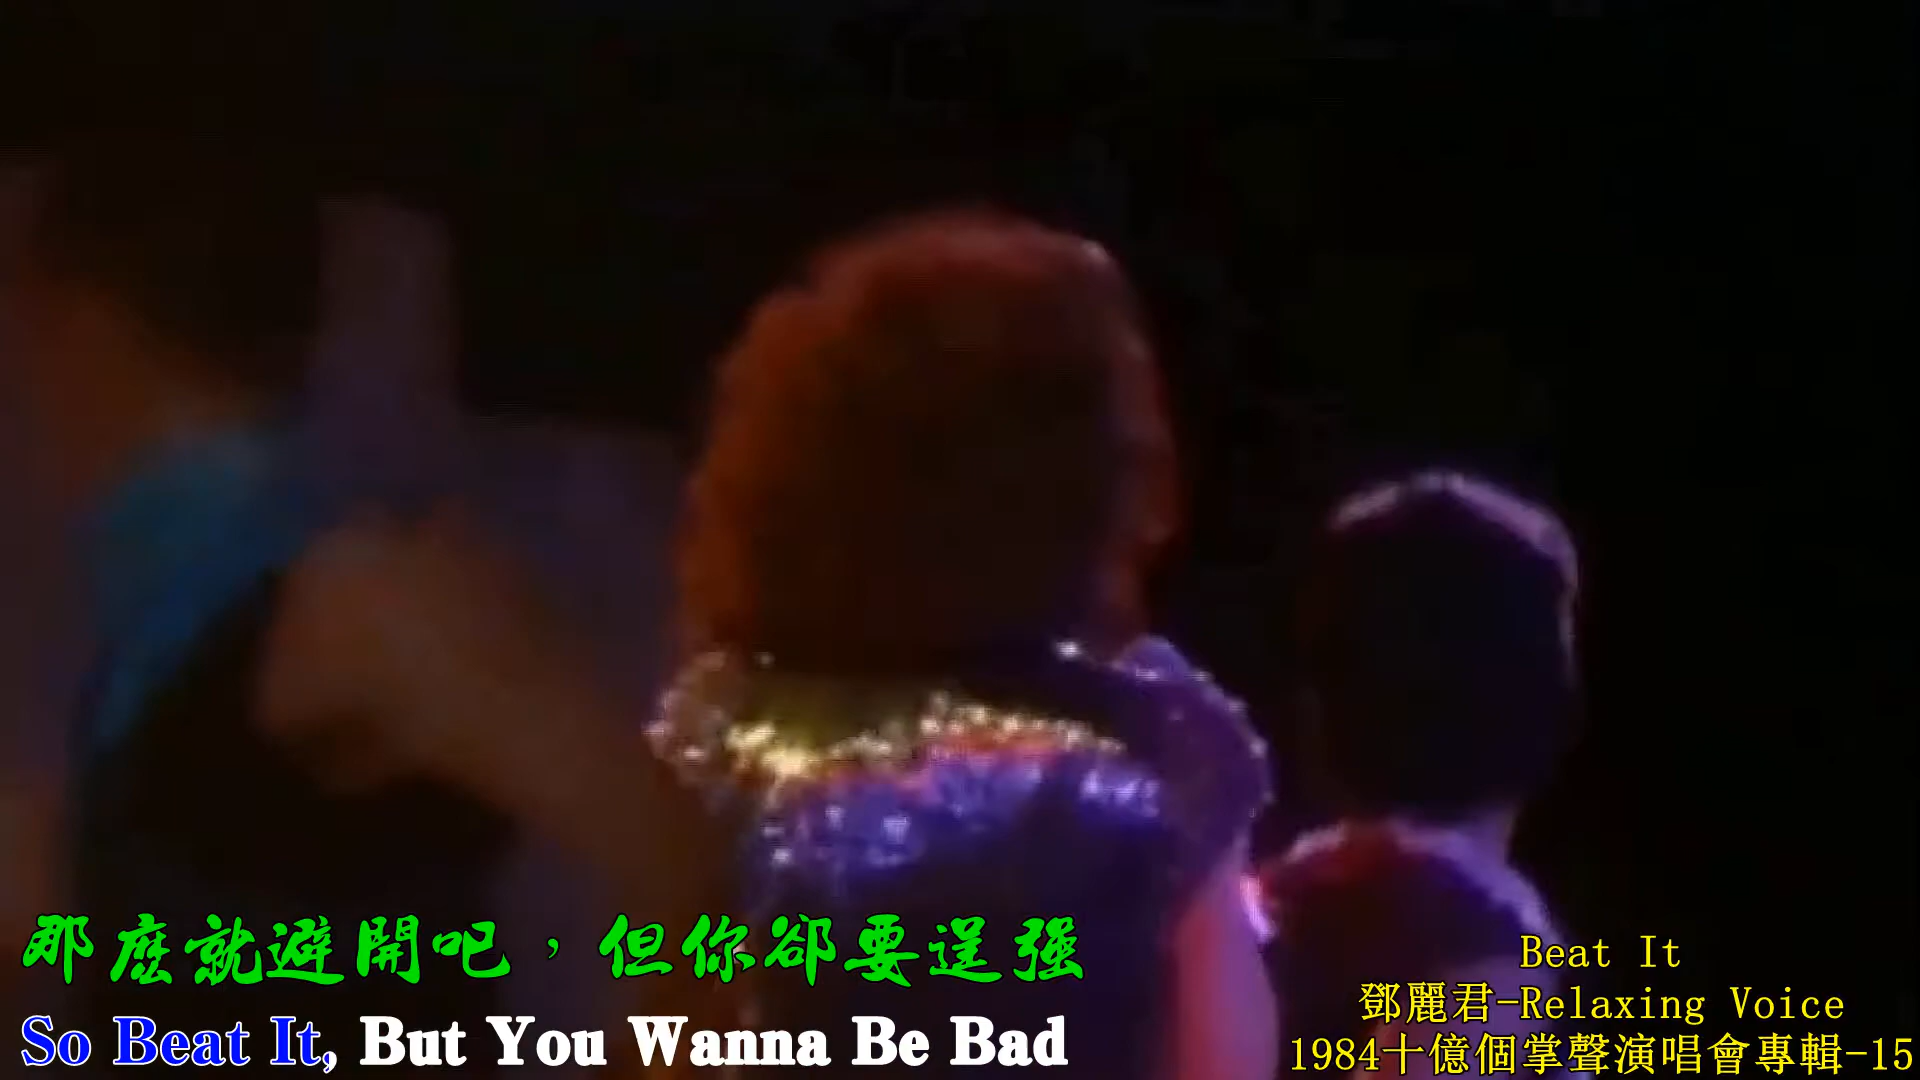 那麼就避開吧，但你卻要逞强
So Beat It, But You Wanna Be Bad
Beat It
鄧麗君-Relaxing Voice
1984十億個掌聲演唱會專輯-15